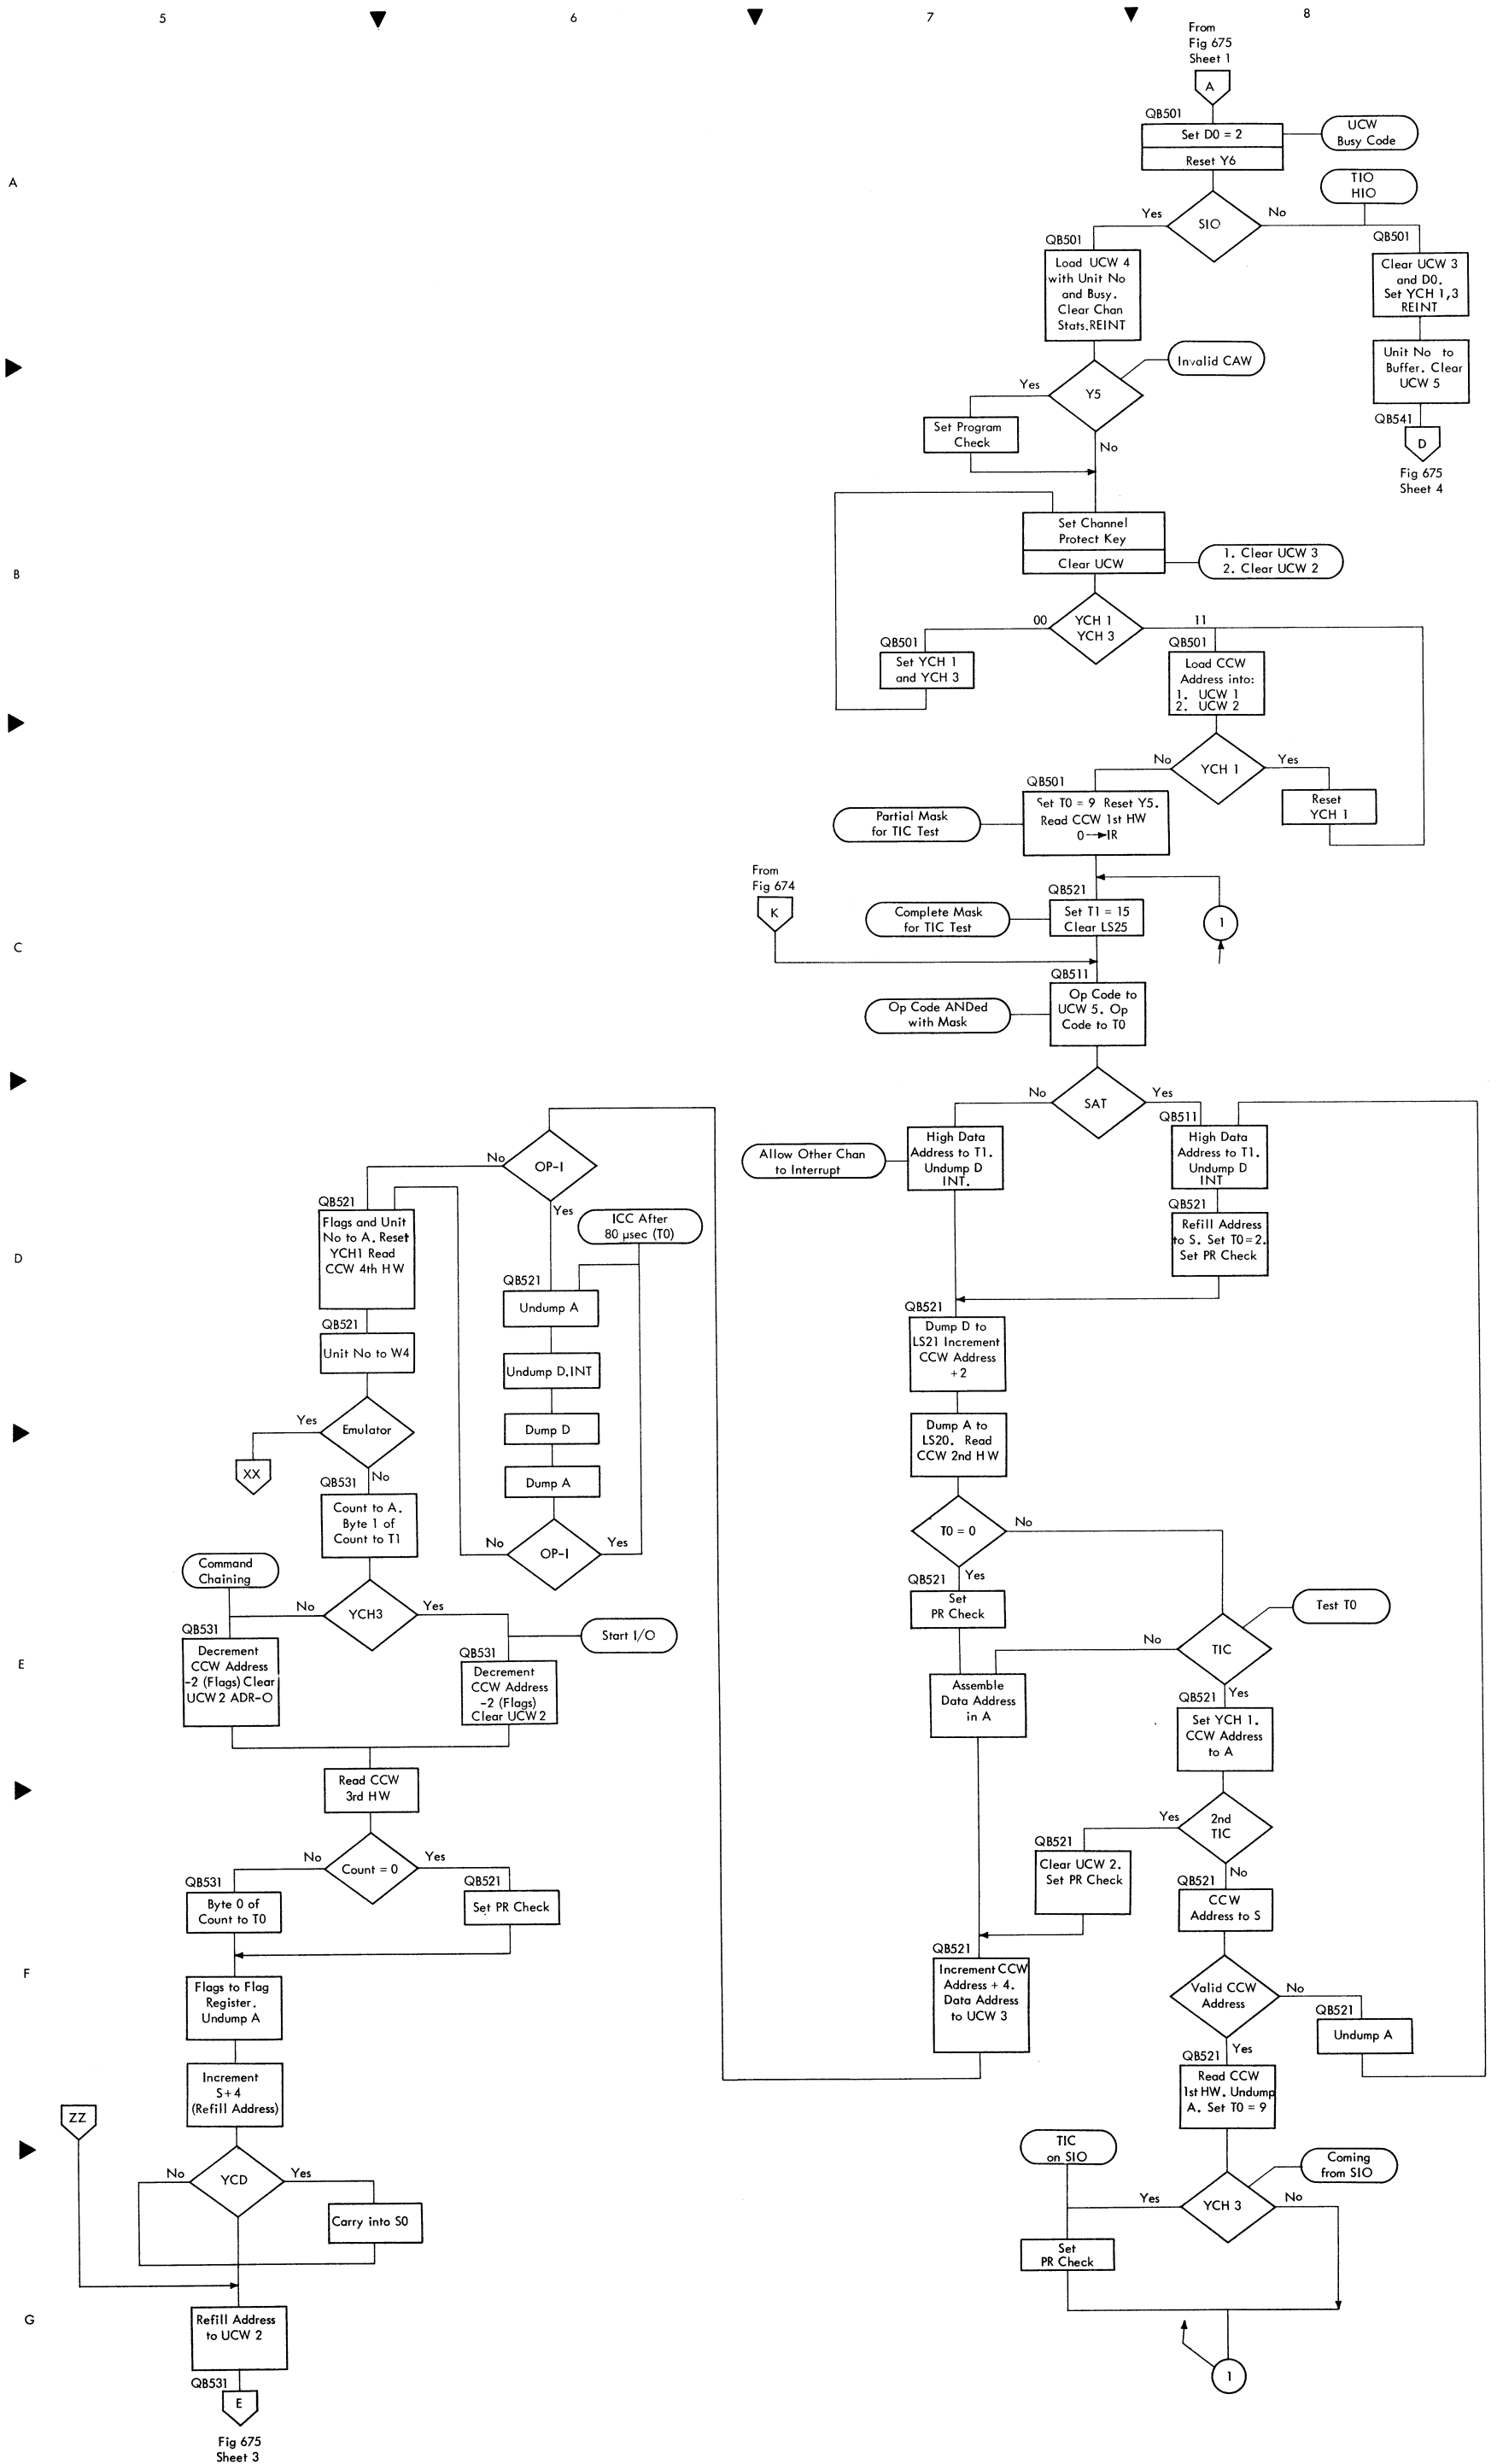 5
6
7
8
From
Fig 675
Sheet 1
A
QB501
Set D0 = 2
Reset Y6
UCW
Busy Code
A
TIO
HIO
Yes
SIO
No
QB501
Load UCW 4
with Unit No
and Busy.
Clear Chan
Stats.REINT
QB501
Clear UCW 3
and D0.
Set YCH 1,3
REINT
Unit No to
Buffer. Clear
UCW 5
QB541
D
Fig 675
Sheet 4
Invalid CAW
Yes
Y5
No
Set Program
Check
B
Set Channel
Protect Key
Clear UCW
1. Clear UCW 3
2. Clear UCW 2
00
YCH 1
YCH 3
11
QB501
Set YCH 1
and YCH 3
QB501
Load CCW
Address into:
1. UCW 1
2. UCW 2
No
YCH 1
Yes
Reset
YCH 1
QB501
Set T0 = 9 Reset Y5.
Read CCW 1st HW
0→IR
Partial Mask
for TIC Test
C
From
Fig 674
K
QB521
Set T1 = 15
Clear LS25
Complete Mask
for TIC Test
1
QB511
Op Code to
UCW 5. Op
Code to T0
Op Code ANDed
with Mask
No
SAT
Yes
High Data
Address to T1.
Undump D
INT.
Allow Other Chan
to Interrupt
QB511
High Data
Address to T1.
Undump D
INT
QB521
Refill Address
to S. Set T0=2.
Set PR Check
D
No
OP-I
Yes
QB521
Flags and Unit
No to A. Reset
YCH1 Read
CCW 4th HW
ICC After
80 μsec (T0)
QB521
Undump A
Undump D.INT
Dump D
Dump A
No
OP-I
Yes
QB521
Unit No to W4
Yes
Emulator
No
XX
QB531
Count to A.
Byte 1 of
Count to T1
QB521
Dump D to
LS21 Increment
CCW Address
+2
Dump A to
LS20. Read
CCW 2nd HW
T0 = 0
No
Yes
QB521
Set
PR Check
E
Command
Chaining
No
YCH3
Yes
Start I/O
QB531
Decrement
CCW Address
-2 (Flags) Clear
UCW 2 ADR-O
QB531
Decrement
CCW Address
-2 (Flags)
Clear UCW 2
Read CCW
3rd HW
Test T0
No
TIC
Yes
Assemble
Data Address
in A
QB521
Set YCH 1.
CCW Address
to A
Yes
2nd
TIC
No
QB521
Clear UCW 2.
Set PR Check
QB521
CCW
Address to S
No
Count = 0
Yes
QB531
Byte 0 of
Count to T0
QB521
Set PR Check
F
Flags to Flag
Register.
Undump A
Increment
S+4
(Refill Address)
QB521
Increment CCW
Address + 4.
Data Address
to UCW 3
Valid CCW
Address
No
Yes
QB521
Undump A
QB521
Read CCW
1st HW. Undump
A. Set T0 = 9
ZZ
No
YCD
Yes
Carry into S0
TIC
on SIO
Coming
from SIO
Yes
YCH 3
No
Set
PR Check
G
Refill Address
to UCW 2
QB531
E
Fig 675
Sheet 3
1